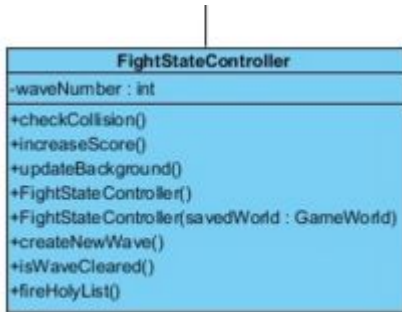 FightStateController
-waveNumber : int
+checkCollision()
+increaseScore()
+updateBackground()
+FightStateController()
+FightStateController(savedWorld : GameWorld)
+createNewWave()
+isWaveCleared()
+fireHolyList()